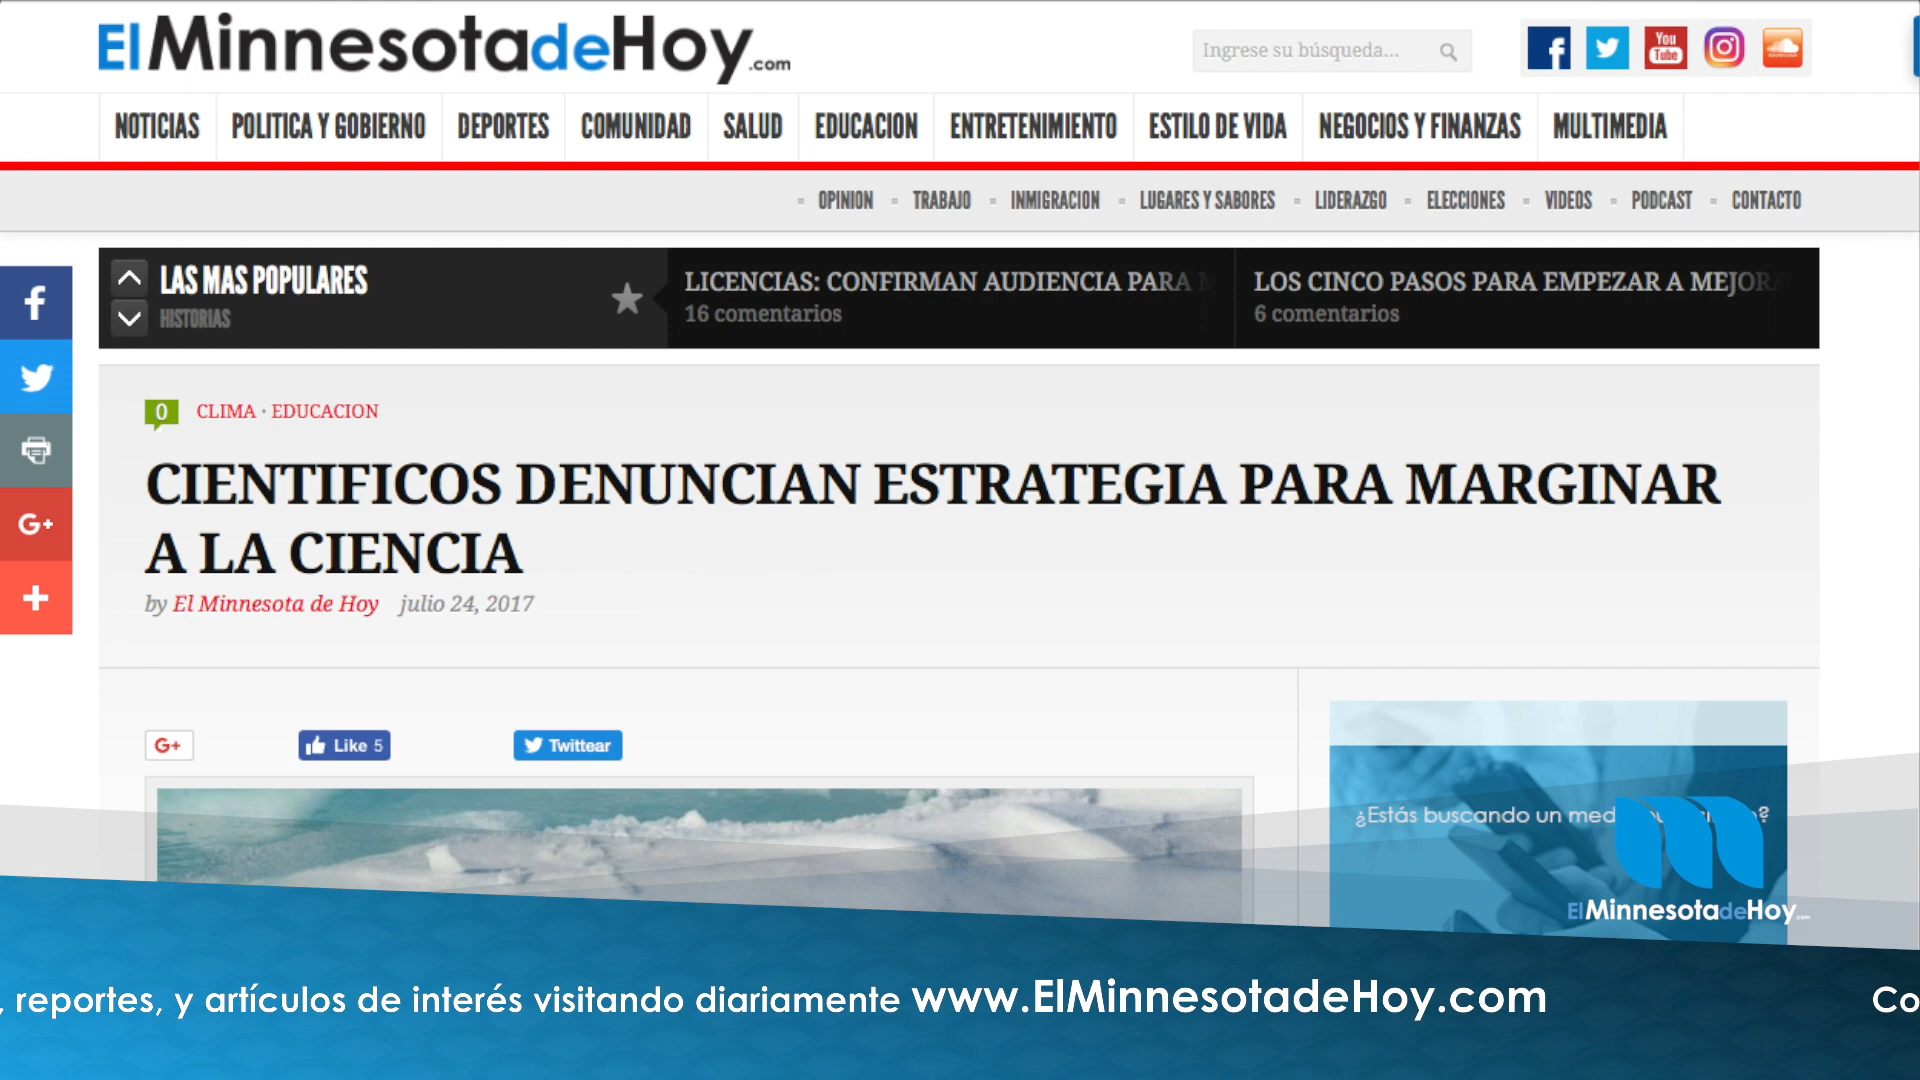 ElMinnesotadeHoy.com
Ingrese su búsqueda...
You
Tube
NOTICIAS POLITICA Y GOBIERNO DEPORTES COMUNIDAD SALUD EDUCACION ENTRETENIMIENTO ESTILO DE VIDA NEGOCIOS Y FINANZAS MULTIMEDIA
OPINION TRABAJO INMIGRACION LUGARES Y SABORES LIDERAZGO ELECCIONES VIDEOS PODCAST CONTACTO
LAS MAS POPULARES
HISTORIAS
LICENCIAS: CONFIRMAN AUDIENCIA PARA
16 comentarios
LOS CINCO PASOS PARA EMPEZAR A MEJOR
6 comentarios
0 CLIMA · EDUCACION
CIENTIFICOS DENUNCIAN ESTRATEGIA PARA MARGINAR
A LA CIENCIA
by El Minnesota de Hoy julio 24, 2017
G+
G+ Like 5 Twittear
¿Estás buscando un med
ElMinnesotadeHoy.com
, reportes, y artículos de interés visitando diariamente www.ElMinnesotadeHoy.com Co